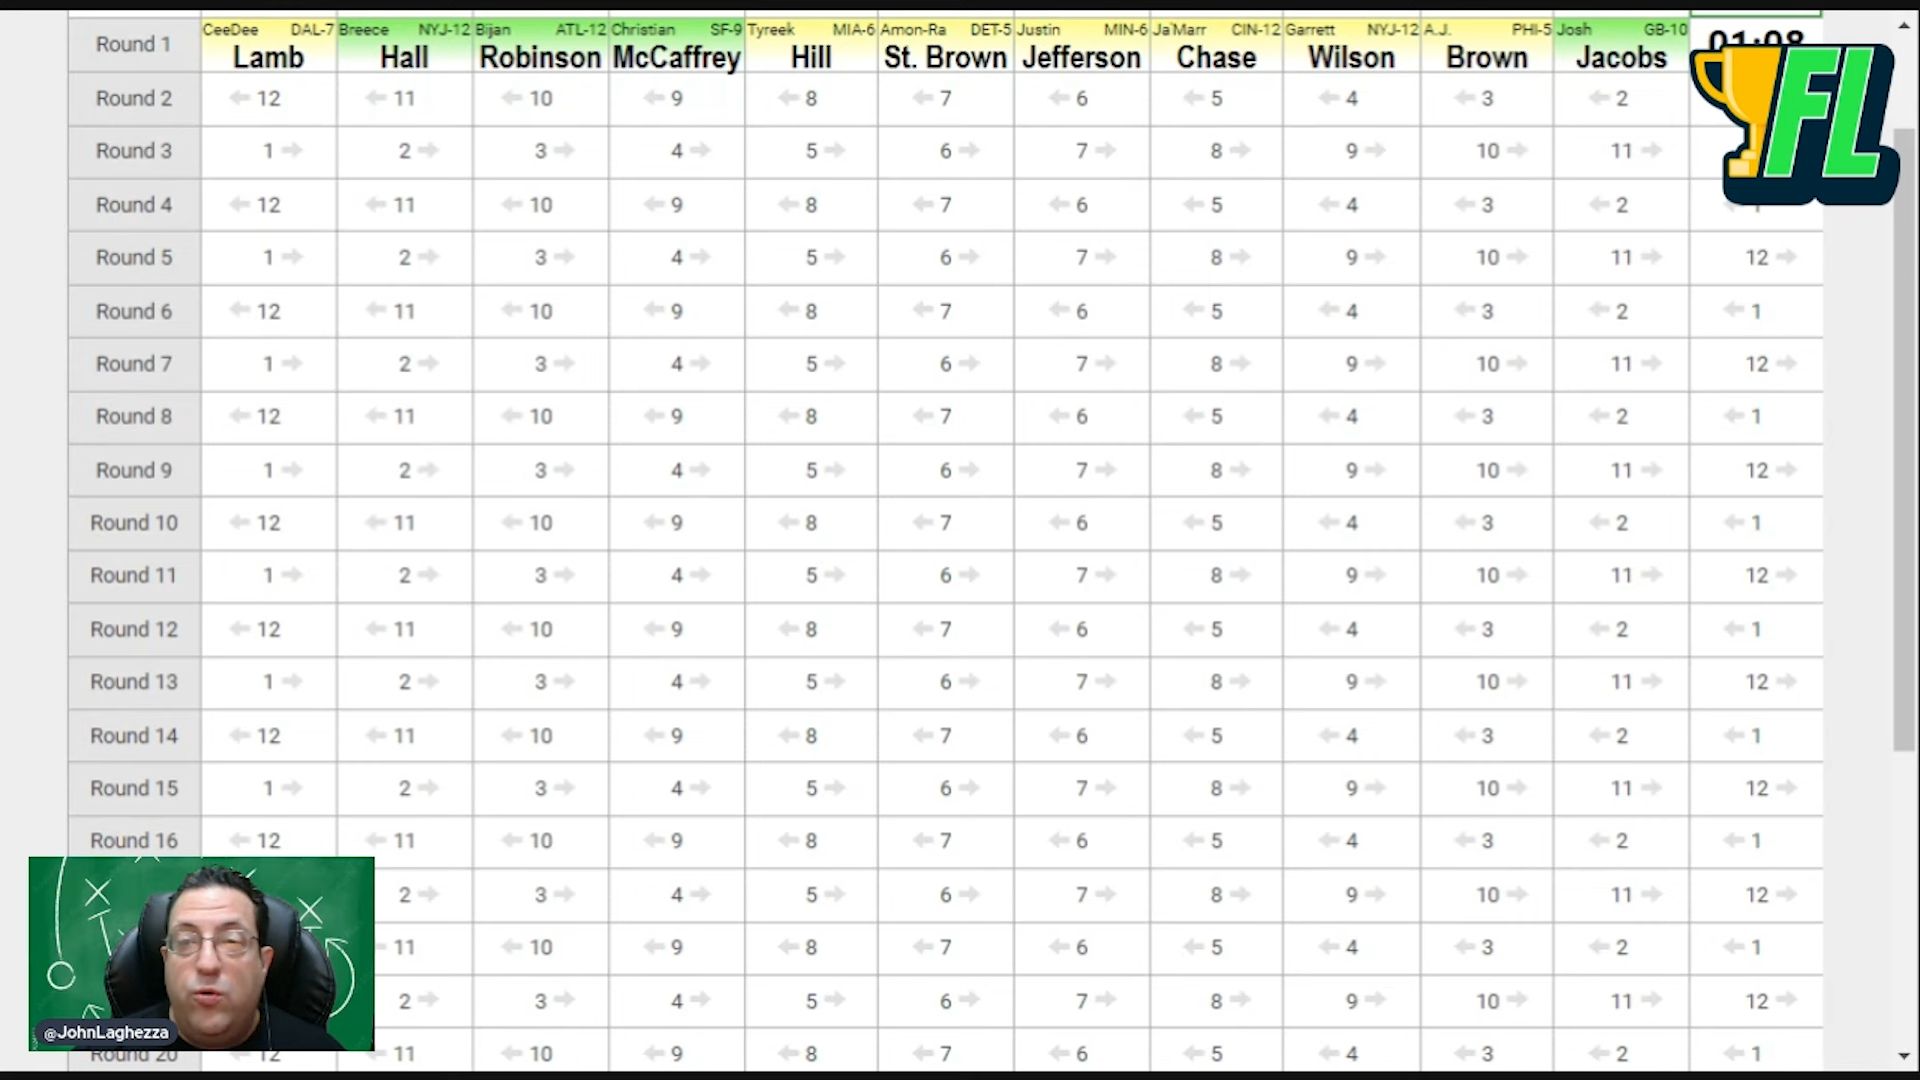 Round 1 CeeDee DAL-7 Lamb Breece NYJ-12 Hall Bijan ATL-12 Robinson Christian SF-9 McCaffrey Tyreek MIA-6 Hill Amon-Ra DET-5 St. Brown Justin MIN-6 Jefferson Ja'Marr CIN-12 Chase Garrett NYJ-12 Wilson A.J. PHI-5 Brown Josh GB-10 Jacobs 01:08
FL
Round 2 12 11 10 9 8 7 6 5 4 3 2
Round 3 1 2 3 4 5 6 7 8 9 10 11
Round 4 12 11 10 9 8 7 6 5 4 3 2
Round 5 1 2 3 4 5 6 7 8 9 10 11 12
Round 6 12 11 10 9 8 7 6 5 4 3 2 1
Round 7 1 2 3 4 5 6 7 8 9 10 11 12
Round 8 12 11 10 9 8 7 6 5 4 3 2 1
Round 9 1 2 3 4 5 6 7 8 9 10 11 12
Round 10 12 11 10 9 8 7 6 5 4 3 2 1
Round 11 1 2 3 4 5 6 7 8 9 10 11 12
Round 12 12 11 10 9 8 7 6 5 4 3 2 1
Round 13 1 2 3 4 5 6 7 8 9 10 11 12
Round 14 12 11 10 9 8 7 6 5 4 3 2 1
Round 15 1 2 3 4 5 6 7 8 9 10 11 12
Round 16 12 11 10 9 8 7 6 5 4 3 2 1
2 3 4 5 6 7 8 9 10 11 12
11 10 9 8 7 6 5 4 3 2 1
2 3 4 5 6 7 8 9 10 11 12
@JohnLaghezza
Round 20 12 11 10 9 8 7 6 5 4 3 2 1